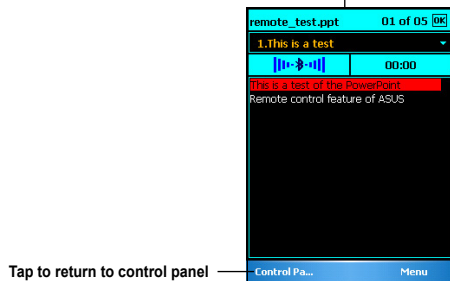 remote_test.ppt 01 of 05 OK
1.This is a test
00:00
This is a test of the PowerPoint
Remote control feature of ASUS
Tap to return to control panel
Control Pa... Menu